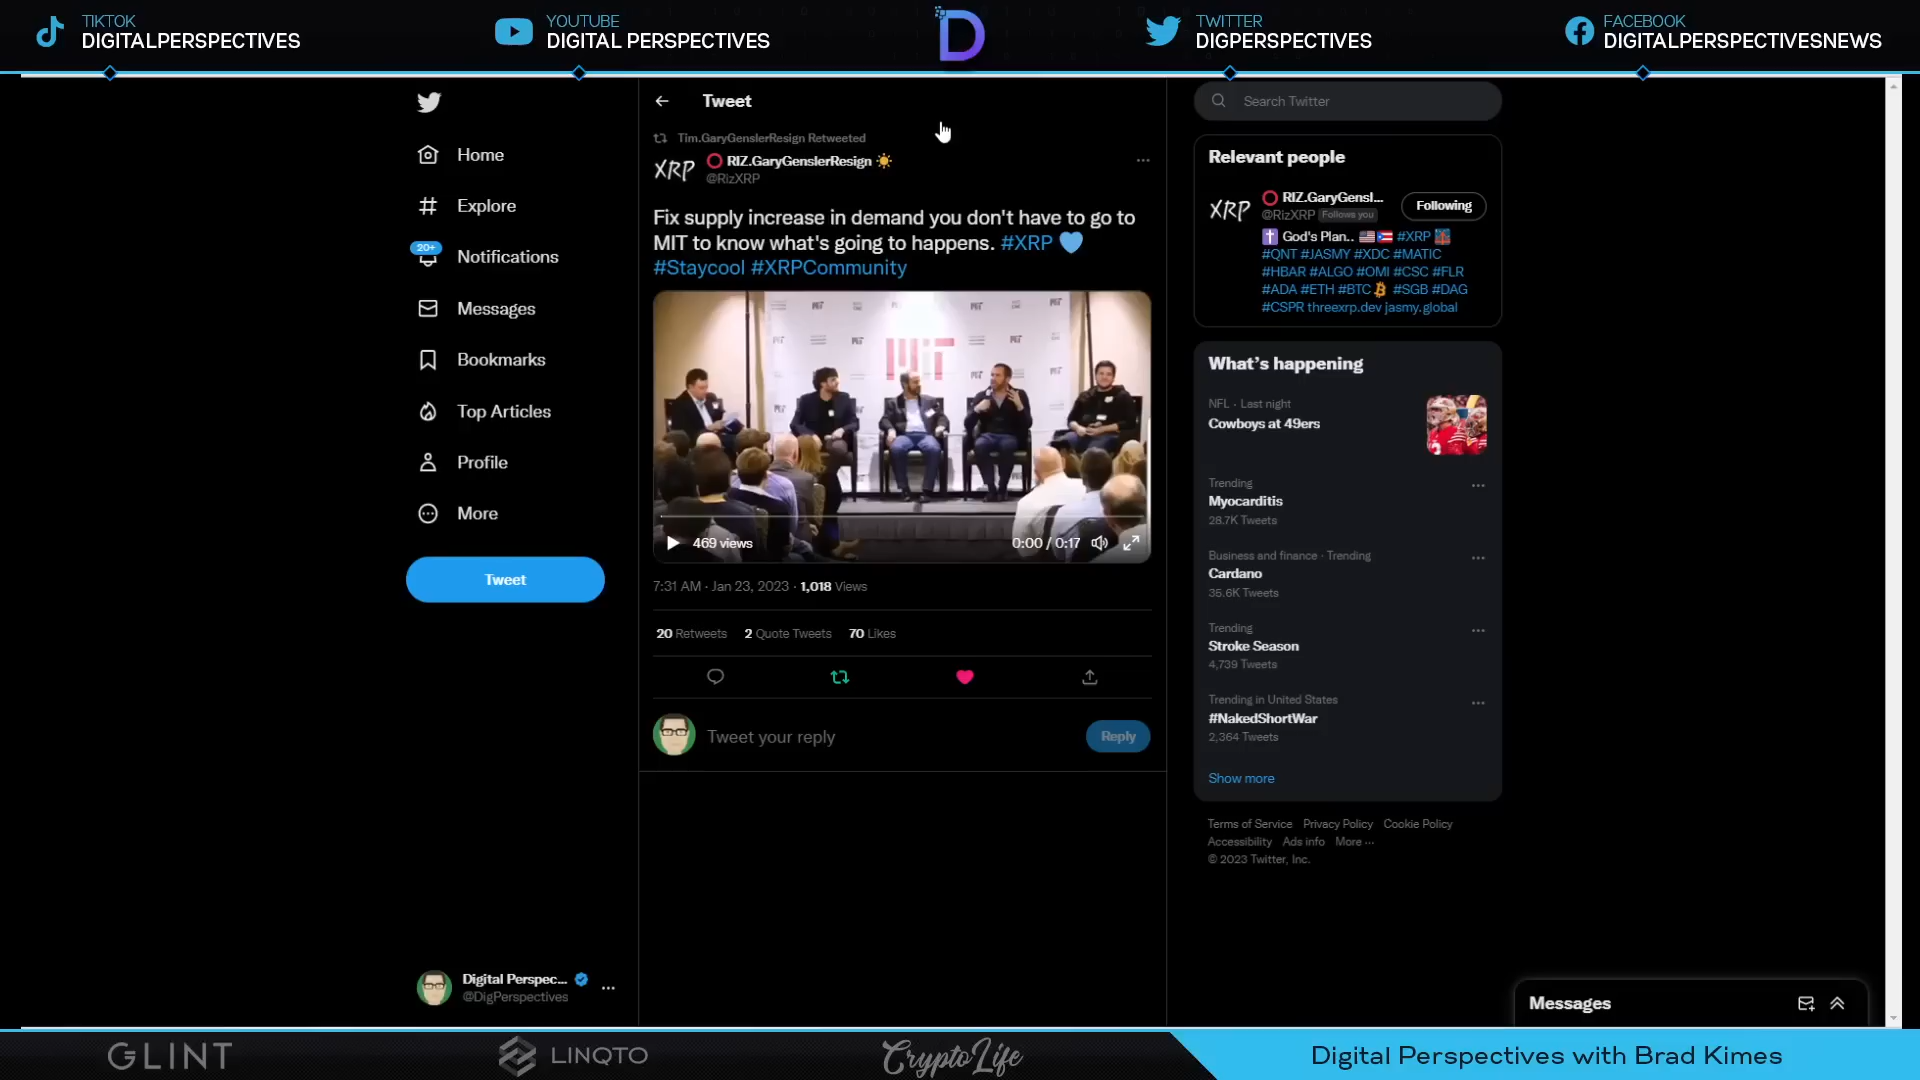 TIKTOK
DIGITALPERSPECTIVES
YOUTUBE
DIGITAL PERSPECTIVES
D
TWITTER
DIGPERSPECTIVES
FACEBOOK
DIGITALPERSPECTIVESNEWS
Home
Explore
20+
Notifications
Messages
Bookmarks
Top Articles
Profile
More
Tweet
Digital Perspec...
@DigPerspectives
Tweet
Tim.GaryGenslerResign Retweeted
XRP
RIZ.GaryGenslerResign
@RizXRP
Fix supply increase in demand you don't have to go to
MIT to know what's going to happens. #XRP
#Staycool #XRPCommunity
MIT
469 views
0:00 / 0:17
7:31 AM · Jan 23, 2023 · 1,018 Views
20 Retweets 2 Quote Tweets 70 Likes
Tweet your reply
Reply
Search Twitter
Relevant people
XRP
RIZ.GaryGensl...
@RizXRP Follows you
Following
God's Plan.. #XRP
#QNT #JASMY #XDC #MATIC
#HBAR #ALGO #OMI #CSC #FLR
#ADA #ETH #BTC #SGB #DAG
#CSPR threexrp.dev jasmy.global
What's happening
NFL · Last night
Cowboys at 49ers
Trending
Myocarditis
28.7K Tweets
Business and finance · Trending
Cardano
35.6K Tweets
Trending
Stroke Season
4,739 Tweets
Trending in United States
#NakedShortWar
2,364 Tweets
Show more
Terms of Service Privacy Policy Cookie Policy
Accessibility Ads info More ...
© 2023 Twitter, Inc.
Messages
GLINT
LINQTO
CryptoLife
Digital Perspectives with Brad Kimes